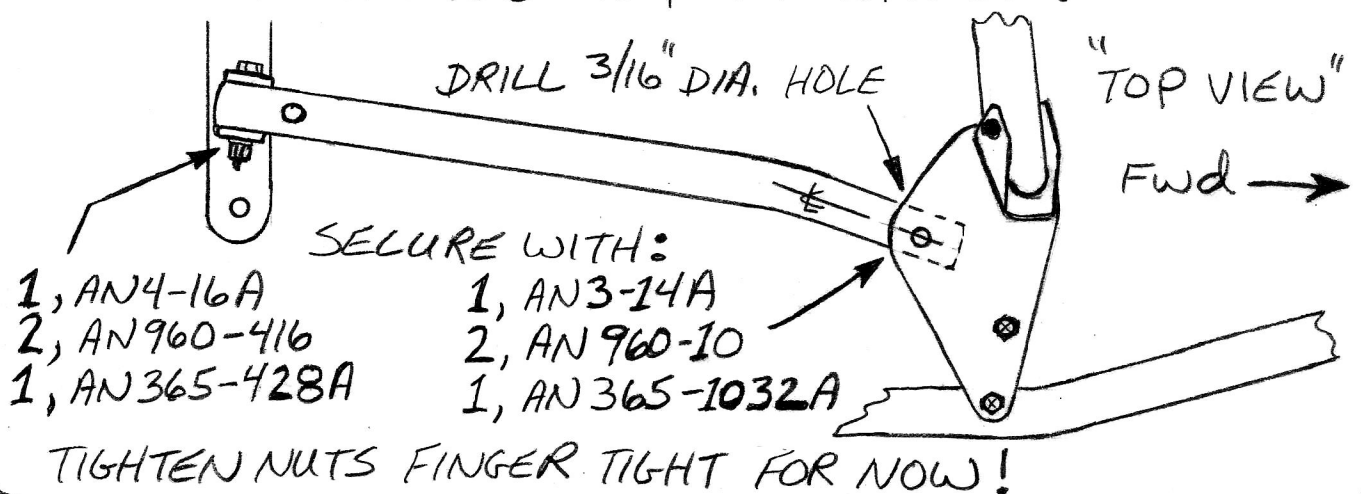 DRILL 3/16" DIA. HOLE
"TOP VIEW"
Fwd
℄
SECURE WITH:
1, AN4-16A
2, AN960-416
1, AN365-428A
1, AN3-14A
2, AN960-10
1, AN365-1032A
TIGHTEN NUTS FINGER TIGHT FOR NOW!